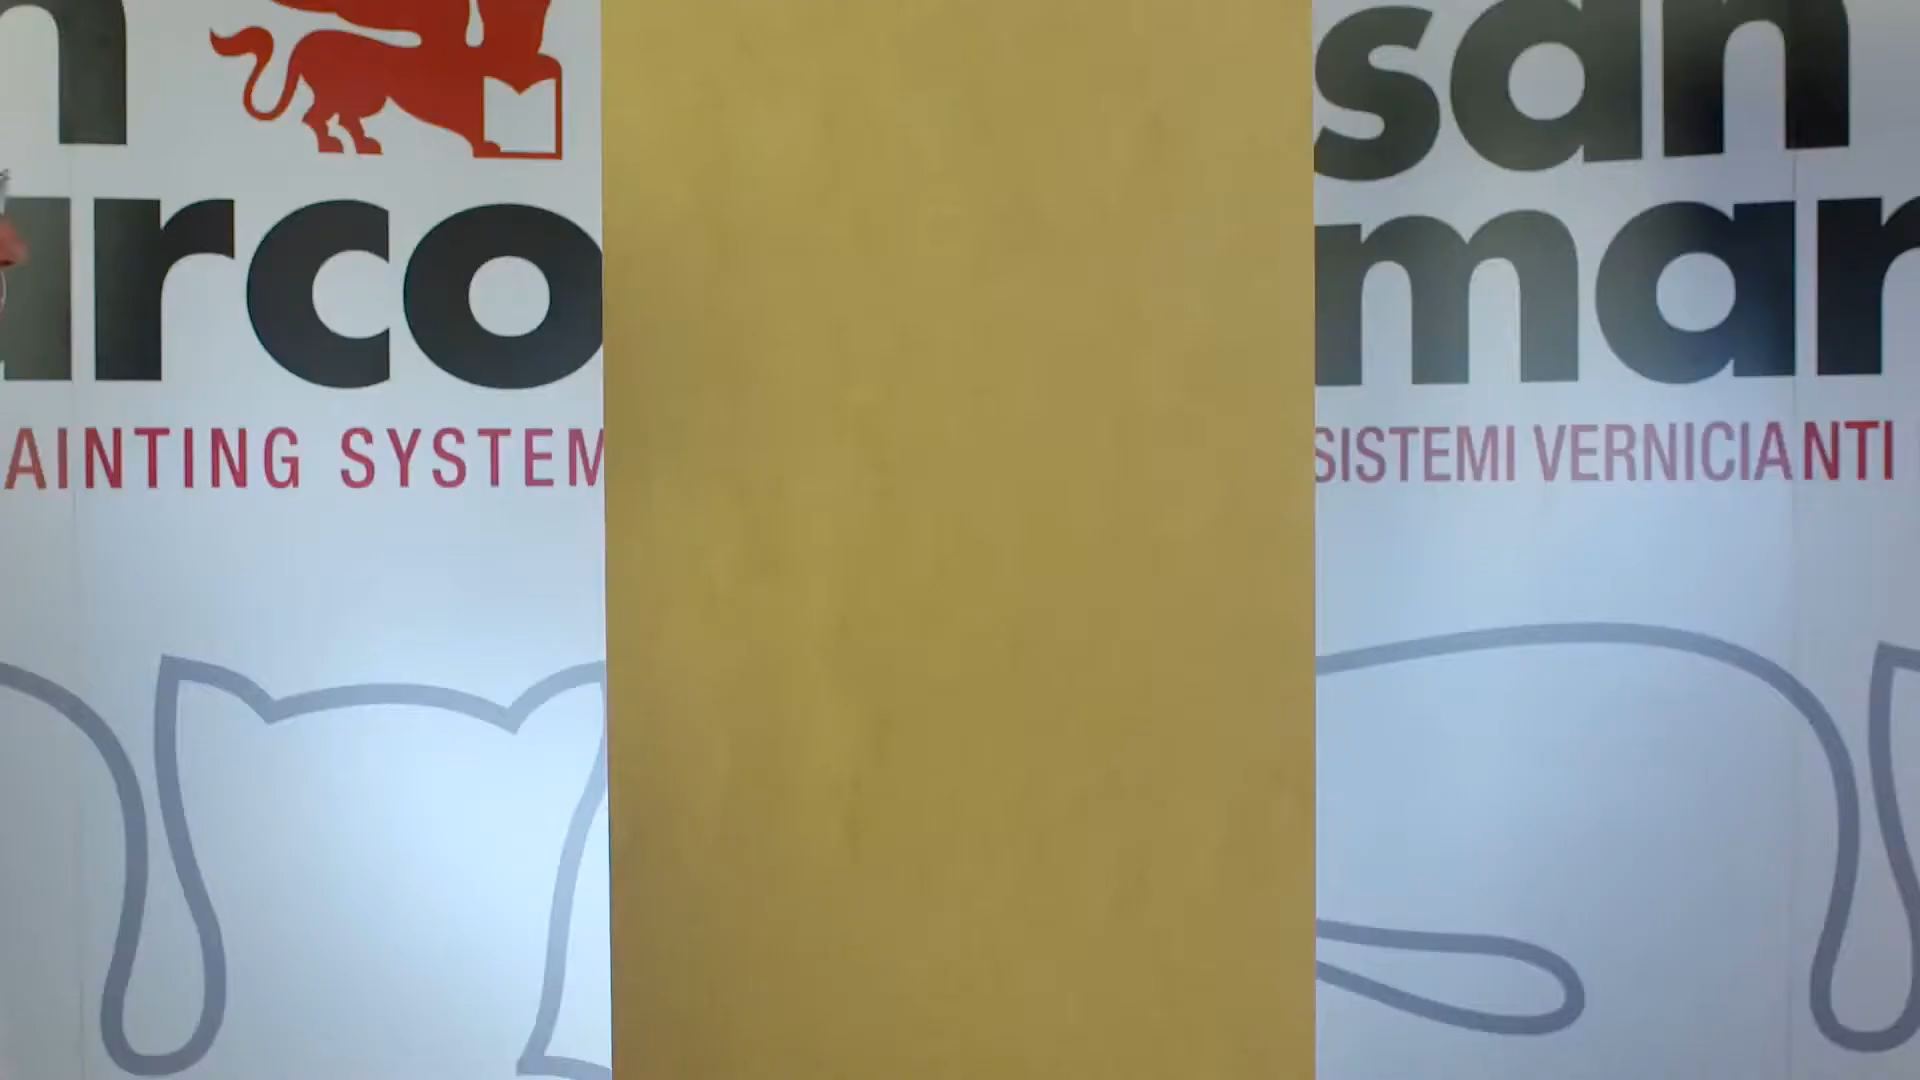 n
arco
AINTING SYSTEM
san
mar
SISTEMI VERNICIANTI